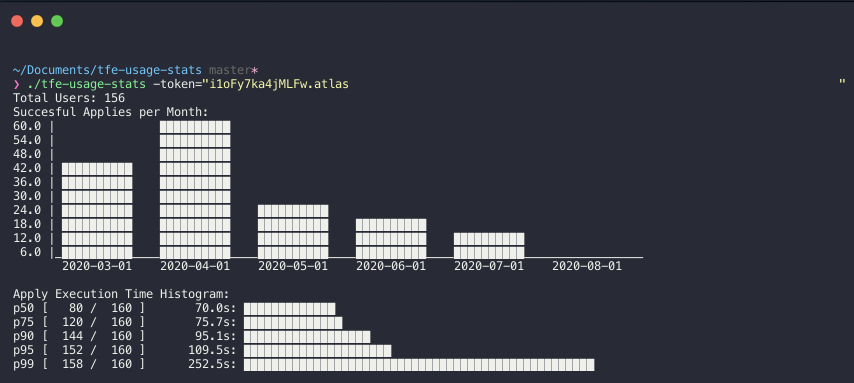 ~/Documents/tfe-usage-stats master*
❯ ./tfe-usage-stats -token="i1oFy7ka4jMLFw.atlas                                                                      "
Total Users: 156
Succesful Applies per Month:
60.0 |
54.0 |
48.0 |
42.0 |
36.0 |
30.0 |
24.0 |
18.0 |
12.0 |
6.0 |
2020-03-01 2020-04-01 2020-05-01 2020-06-01 2020-07-01 2020-08-01
Apply Execution Time Histogram:
p50 [ 80 / 160 ] 70.0s:
p75 [ 120 / 160 ] 75.7s:
p90 [ 144 / 160 ] 95.1s:
p95 [ 152 / 160 ] 109.5s:
p99 [ 158 / 160 ] 252.5s: